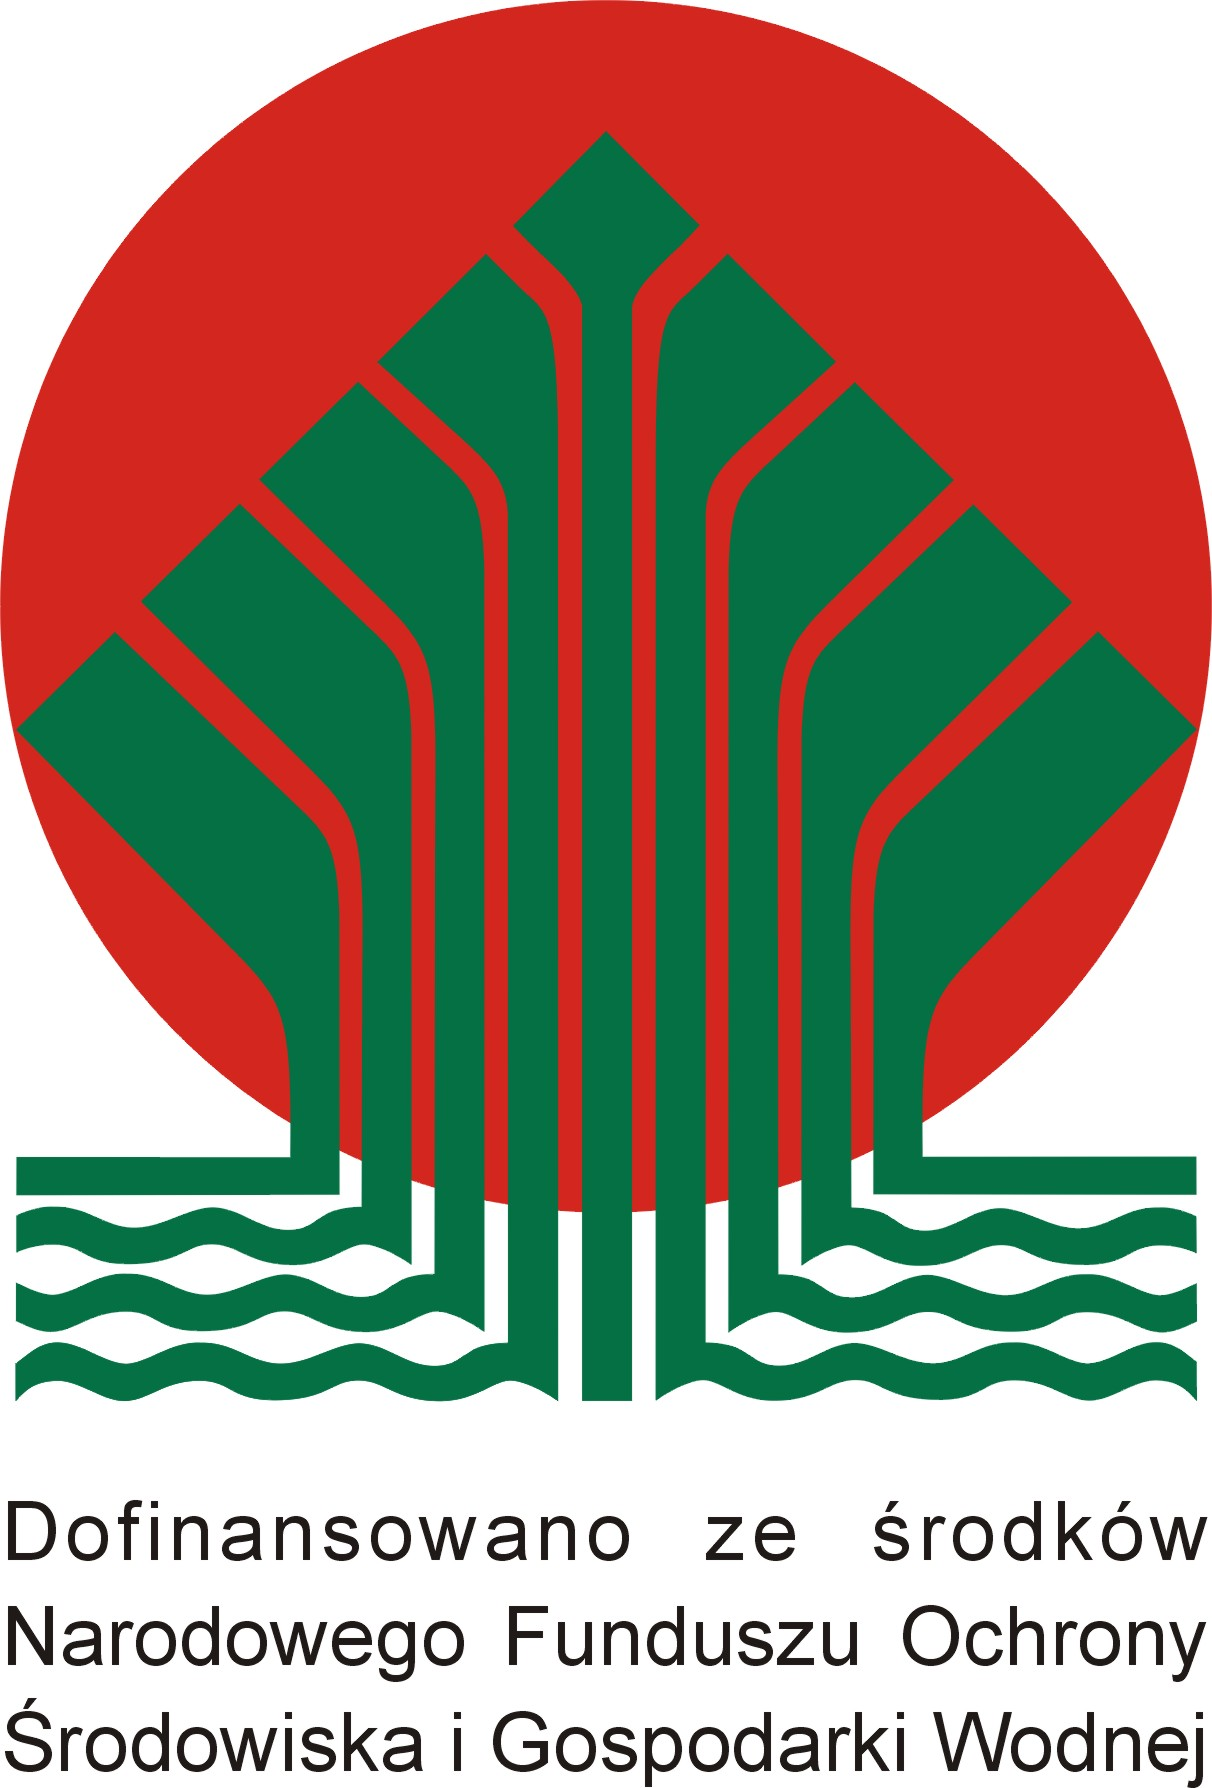 Dofinansowano ze środków
Narodowego Funduszu Ochrony
Środowiska i Gospodarki Wodnej